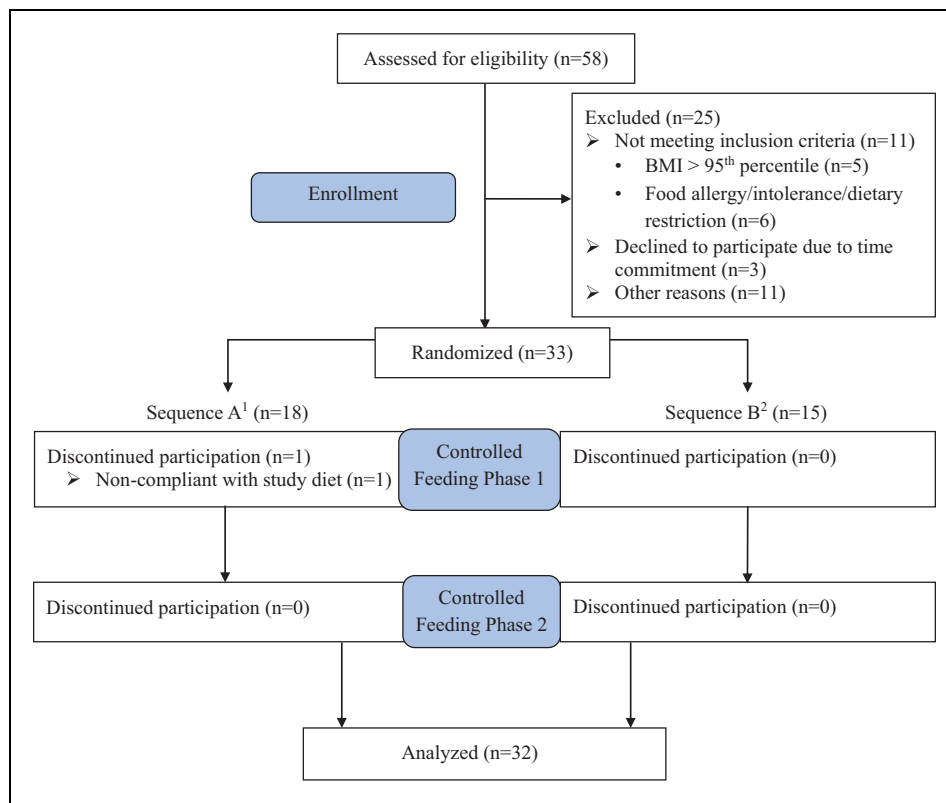 Assessed for eligibility (n=58)
Excluded (n=25)
➢ Not meeting inclusion criteria (n=11)
• BMI > 95th percentile (n=5)
• Food allergy/intolerance/dietary
restriction (n=6)
➢ Declined to participate due to time
commitment (n=3)
➢ Other reasons (n=11)
Enrollment
Randomized (n=33)
Sequence A1 (n=18)
Sequence B2 (n=15)
Discontinued participation (n=1)
➢ Non-compliant with study diet (n=1)
Controlled
Feeding Phase 1
Discontinued participation (n=0)
Discontinued participation (n=0)
Controlled
Feeding Phase 2
Discontinued participation (n=0)
Analyzed (n=32)